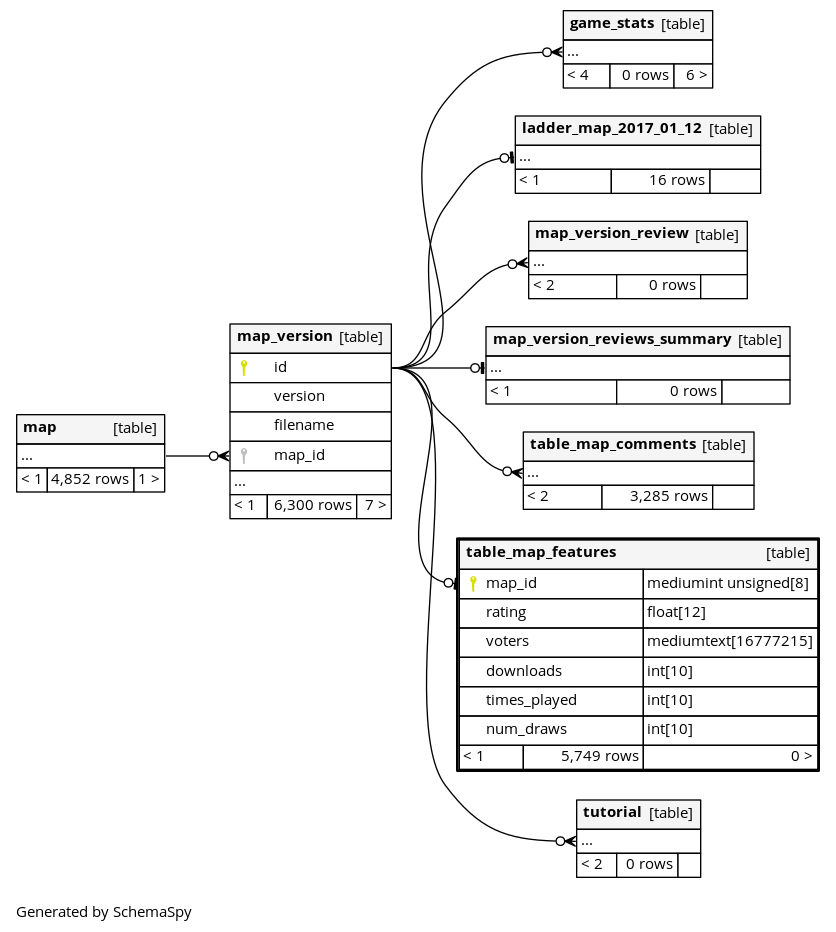 game_stats [table]
...
< 4 0 rows 6 >
ladder_map_2017_01_12 [table]
...
< 1 16 rows
map_version_review [table]
...
< 2 0 rows
map_version [table]
id
version
filename
map_id
...
< 1 6,300 rows 7 >
map_version_reviews_summary [table]
...
< 1 0 rows
map [table]
...
< 1 4,852 rows 1 >
table_map_comments [table]
...
< 2 3,285 rows
table_map_features [table]
map_id mediumint unsigned[8]
rating float[12]
voters mediumtext[16777215]
downloads int[10]
times_played int[10]
num_draws int[10]
< 1 5,749 rows 0 >
tutorial [table]
...
< 2 0 rows
Generated by SchemaSpy